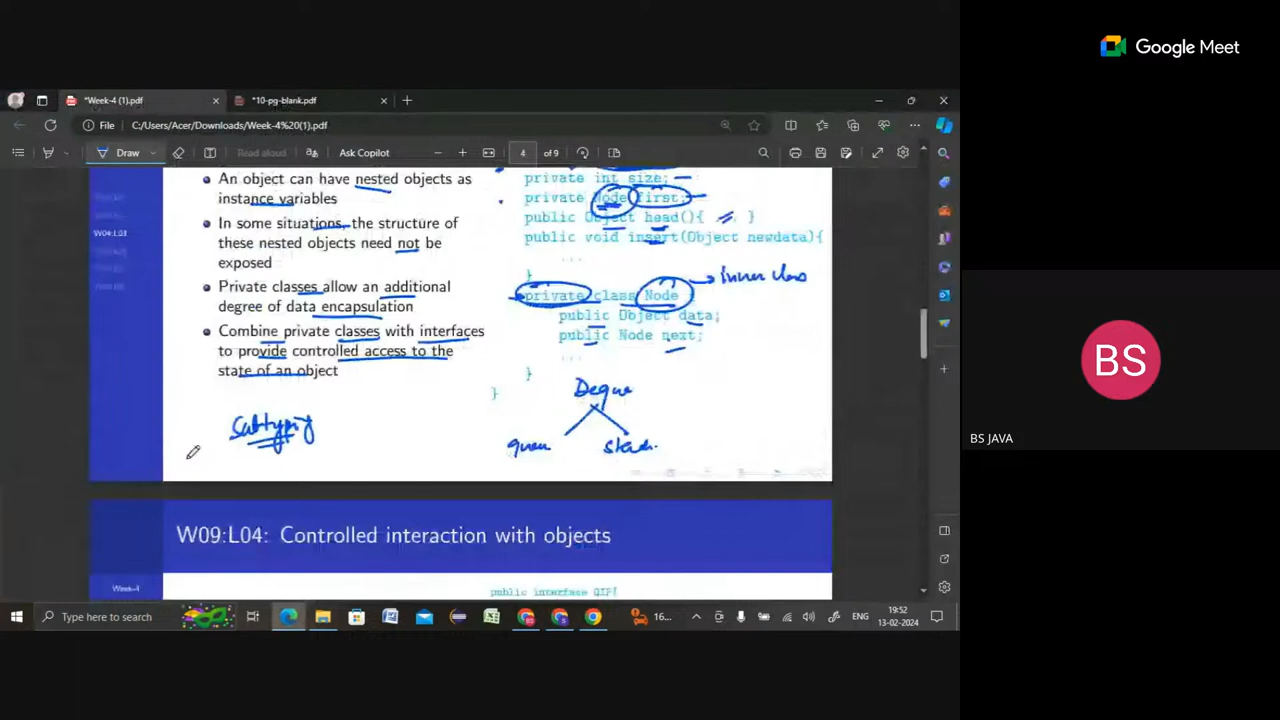 Google Meet
*Week-4 (1).pdf
*10-pg-blank.pdf
File
C:/Users/Acer/Downloads/Week-4%20(1).pdf
Draw
Read aloud
Ask Copilot
4
of 9
W04:L03
An object can have nested objects as
instance variables
In some situations, the structure of
these nested objects need not be
exposed
Private classes allow an additional
degree of data encapsulation
Combine private classes with interfaces
to provide controlled access to the
state of an object
Subtyping
private int size;
private Node first;
public Object head(){ }
public void insert(Object newdata){
...
}
private class Node {
inner class
public Object data;
public Node next;
...
}
}
Deque
W09:L04: Controlled interaction with objects
Week-4
public interface QIF{
BS
BS JAVA
Type here to search
16...
ENG
19:52
13-02-2024